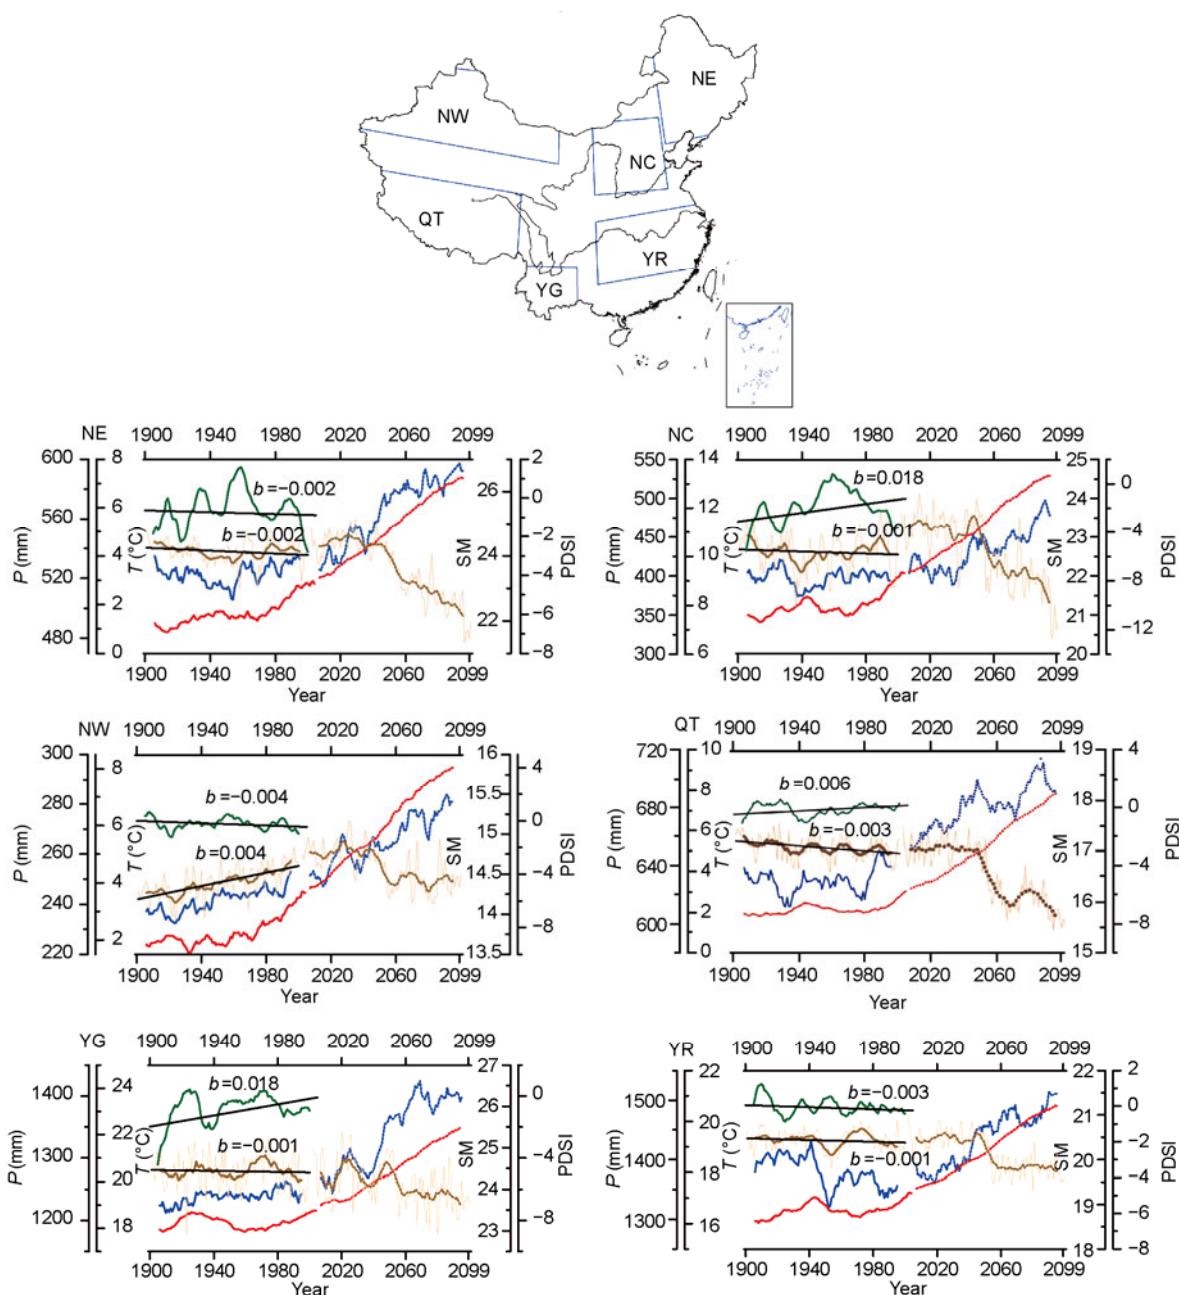 NE
NW
NC
QT
YR
YG
NE 1900 1940 1980 2020 2060 2099
600 8 2
6 26 0
560 −2
4 24
−4
520
2 −6
22
480
0 −8
P (mm)
T (°C)
SM
PDSI
b=−0.002
b=−0.002
1900 1940 1980 2020 2060 2099
Year
NC 1900 1940 1980 2020 2060 2099
550 14 25
0
500 12 24
450 23 −4
10
400 22 −8
8
350 21
−12
300 6 20
P (mm)
T (°C)
SM
PDSI
b=0.018
b=−0.001
1900 1940 1980 2020 2060 2099
Year
NW 1900 1940 1980 2020 2060 2099
300 16
8 4
280 15.5
6 15 0
260
4 14.5 −4
240 14
2 −8
220 13.5
P (mm)
T (°C)
SM
PDSI
b=−0.004
b=0.004
1900 1940 1980 2020 2060 2099
Year
QT 1900 1940 1980 2020 2060 2099
720 10 19 4
8 18
680 0
6
640 17 −4
4
600 2 16 −8
0 15
P (mm)
T (°C)
SM
PDSI
b=0.006
b=−0.003
1900 1940 1980 2020 2060 2099
Year
YG 1900 1940 1980 2020 2060 2099
27
1400 24 0
26
22
1300 25 −4
20 24
1200 18 −8
23
P (mm)
T (°C)
SM
PDSI
b=0.018
b=−0.001
1900 1940 1980 2020 2060 2099
Year
YR 1900 1940 1980 2020 2060 2099
22 22 2
1500 20 21 0
−2
1400 20
18 −4
1300 16 19 −6
18 −8
P (mm)
T (°C)
SM
PDSI
b=−0.003
b=−0.001
1900 1940 1980 2020 2060 2099
Year